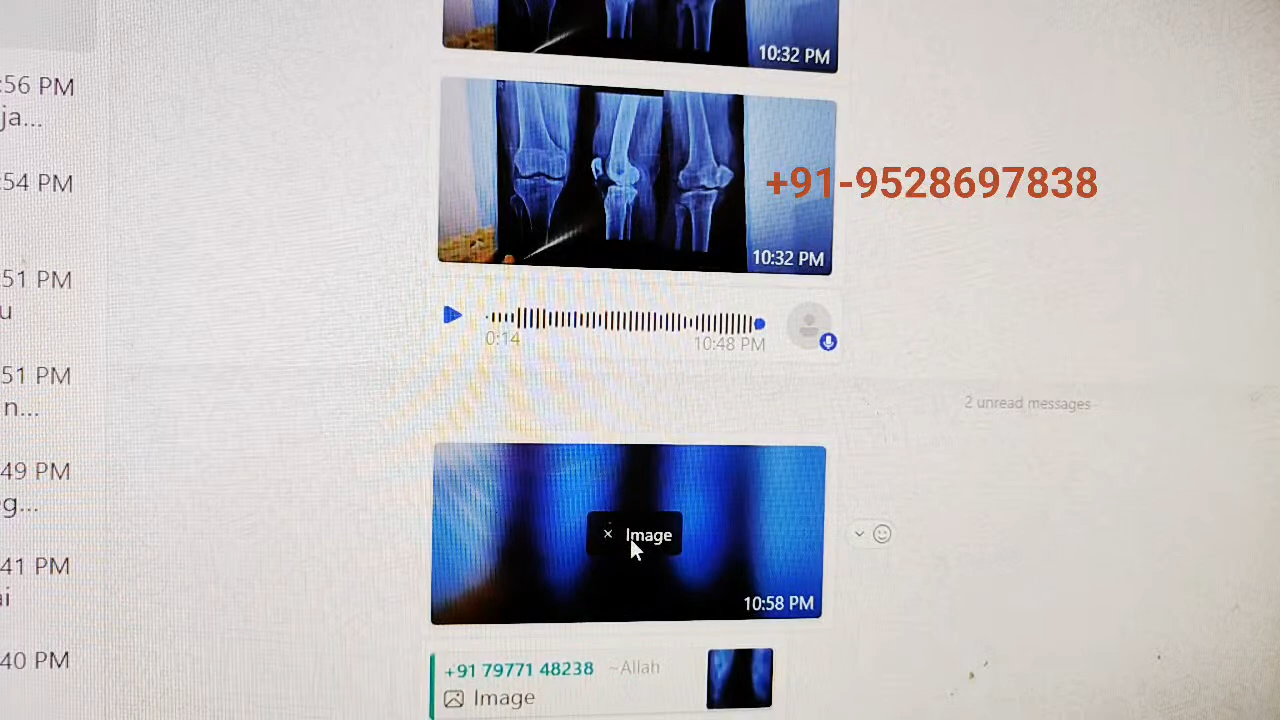 10:32 PM
:56 PM
ja...
R
:54 PM
+91-9528697838
10:32 PM
51 PM
u
0:14
10:48 PM
51 PM
n...
2 unread messages
49 PM
g...
× Image
41 PM
10:58 PM
40 PM
+91 79771 48238 ~Allah
Image